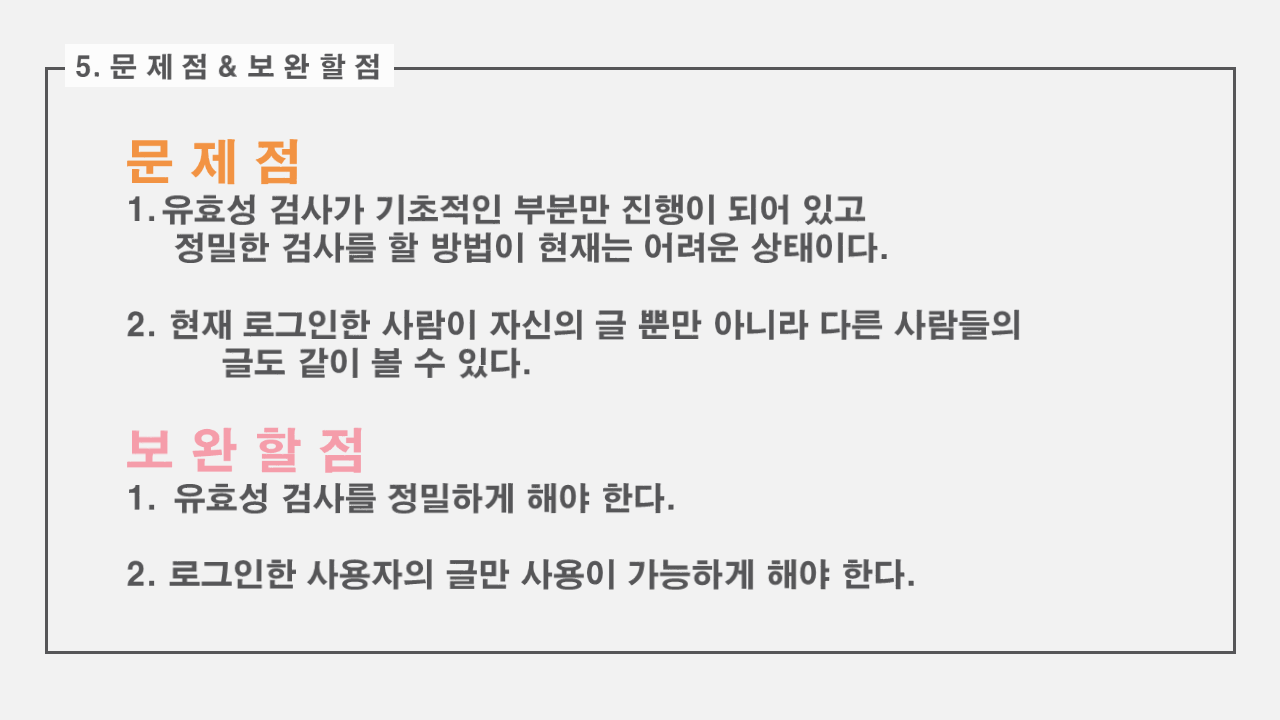 5. 문 제 점 & 보 완 할 점
문 제 점
1. 유효성 검사가 기초적인 부분만 진행이 되어 있고
정밀한 검사를 할 방법이 현재는 어려운 상태이다.
2. 현재 로그인한 사람이 자신의 글 뿐만 아니라 다른 사람들의
글도 같이 볼 수 있다.
보 완 할 점
1. 유효성 검사를 정밀하게 해야 한다.
2. 로그인한 사용자의 글만 사용이 가능하게 해야 한다.